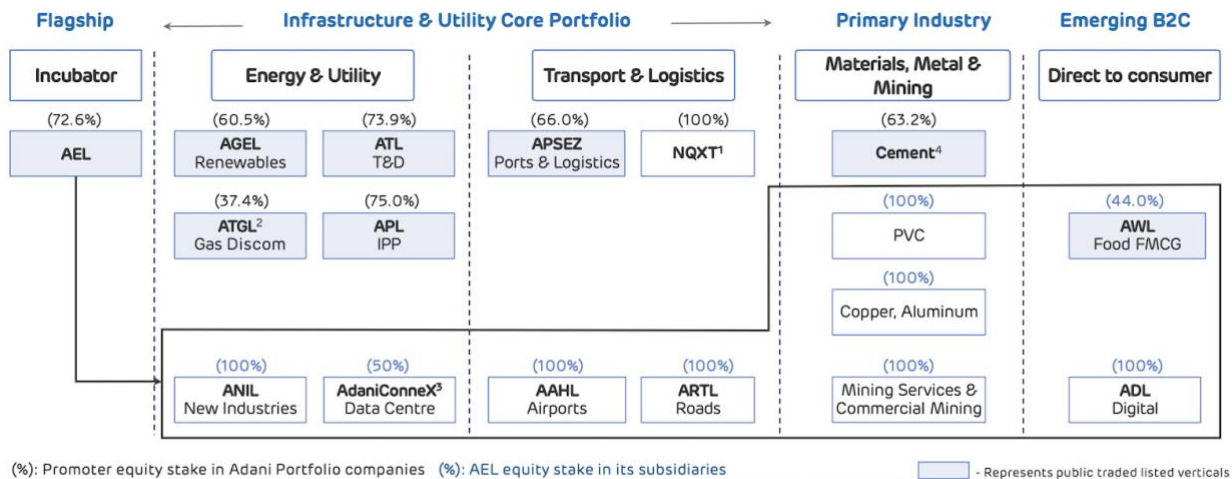 Flagship
Infrastructure & Utility Core Portfolio
Primary Industry
Emerging B2C
Incubator
Energy & Utility
Transport & Logistics
Materials, Metal &
Mining
Direct to consumer
(72.6%)
AEL
(60.5%)
AGEL
Renewables
(73.9%)
ATL
T&D
(66.0%)
APSEZ
Ports & Logistics
(100%)
NQXT¹
(63.2%)
Cement⁴
(37.4%)
ATGL²
Gas Discom
(75.0%)
APL
IPP
(100%)
PVC
(44.0%)
AWL
Food FMCG
(100%)
Copper, Aluminum
(100%)
ANIL
New Industries
(50%)
AdaniConneX³
Data Centre
(100%)
AAHL
Airports
(100%)
ARTL
Roads
(100%)
Mining Services &
Commercial Mining
(100%)
ADL
Digital
(%): Promoter equity stake in Adani Portfolio companies
(%): AEL equity stake in its subsidiaries
- Represents public traded listed verticals